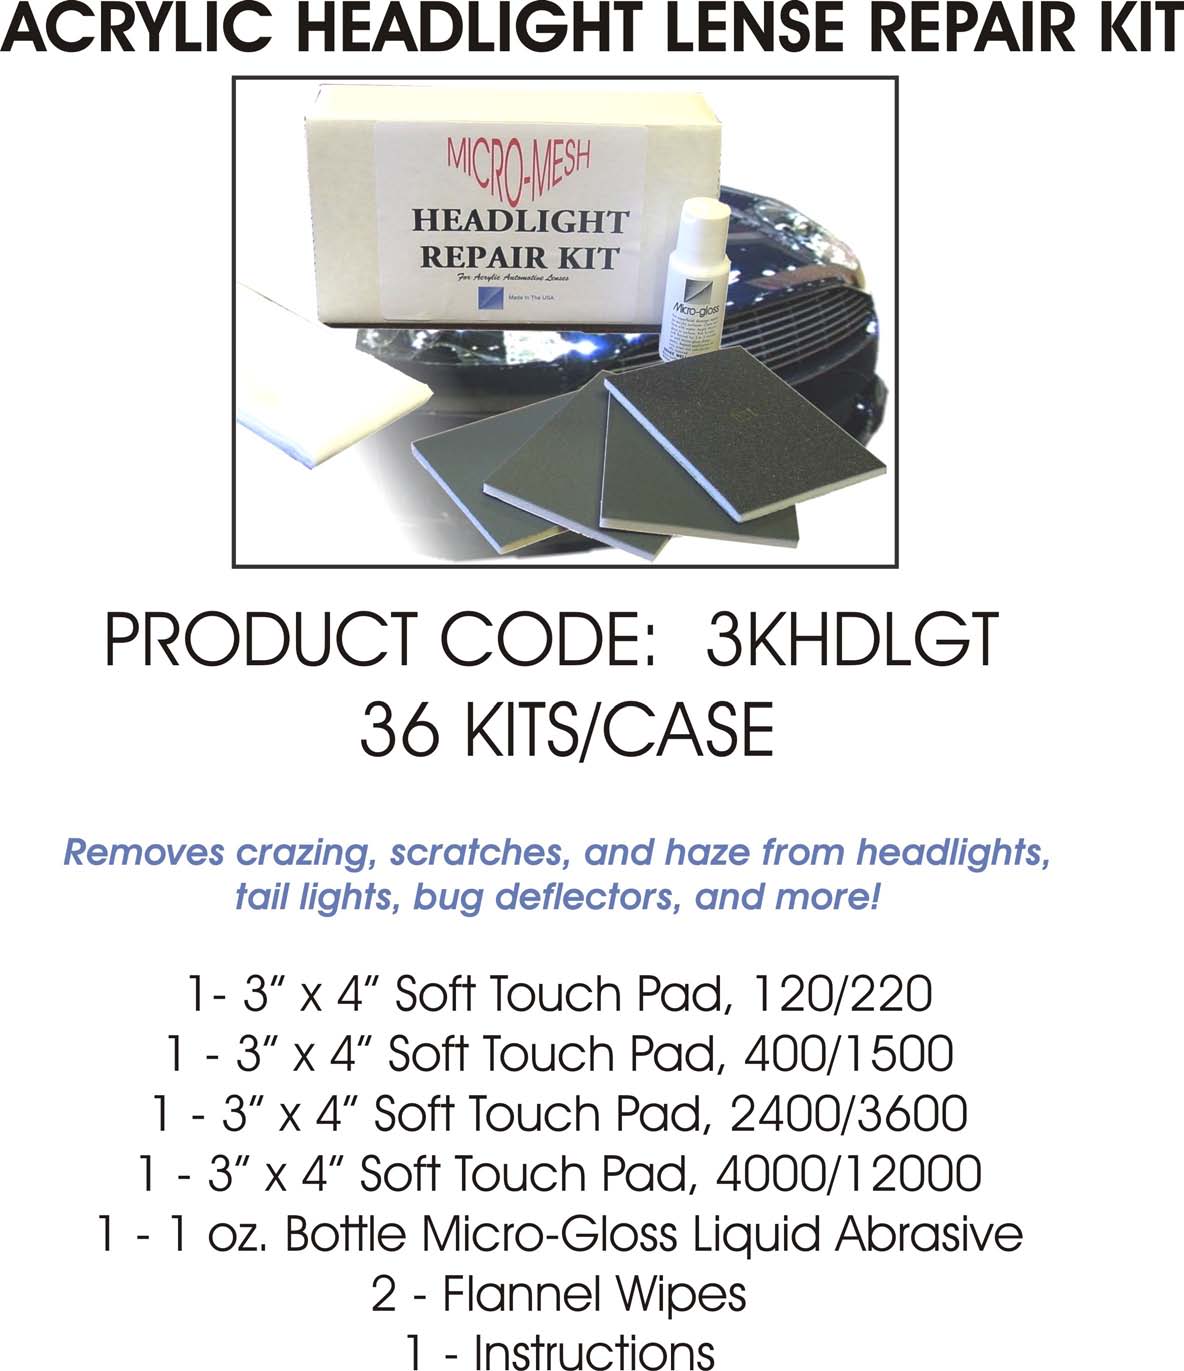 ACRYLIC HEADLIGHT LENSE REPAIR KIT
MICRO-MESH
HEADLIGHT
REPAIR KIT
For Acrylic Automotive Lenses
Made In The USA
Micro-gloss
PRODUCT CODE: 3KHDLGT
36 KITS/CASE
Removes crazing, scratches, and haze from headlights,
tail lights, bug deflectors, and more!
1- 3” x 4” Soft Touch Pad, 120/220
1 - 3” x 4” Soft Touch Pad, 400/1500
1 - 3” x 4” Soft Touch Pad, 2400/3600
1 - 3” x 4” Soft Touch Pad, 4000/12000
1 - 1 oz. Bottle Micro-Gloss Liquid Abrasive
2 - Flannel Wipes
1 - Instructions